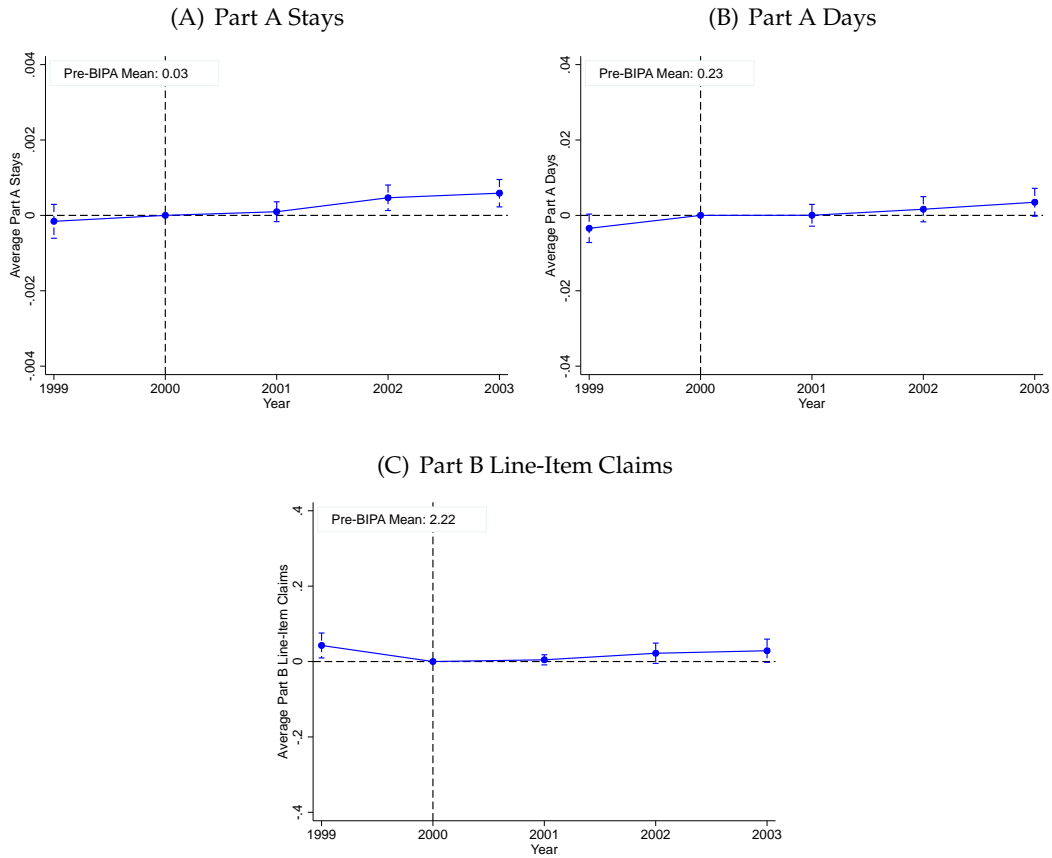 (A) Part A Stays
Pre-BIPA Mean: 0.03
Average Part A Stays
.004
.002
0
-.002
-.004
1999 2000 2001 2002 2003
Year
(B) Part A Days
Pre-BIPA Mean: 0.23
Average Part A Days
.04
.02
0
-.02
-.04
1999 2000 2001 2002 2003
Year
(C) Part B Line-Item Claims
Pre-BIPA Mean: 2.22
Average Part B Line-Item Claims
.4
.2
0
-.2
-.4
1999 2000 2001 2002 2003
Year